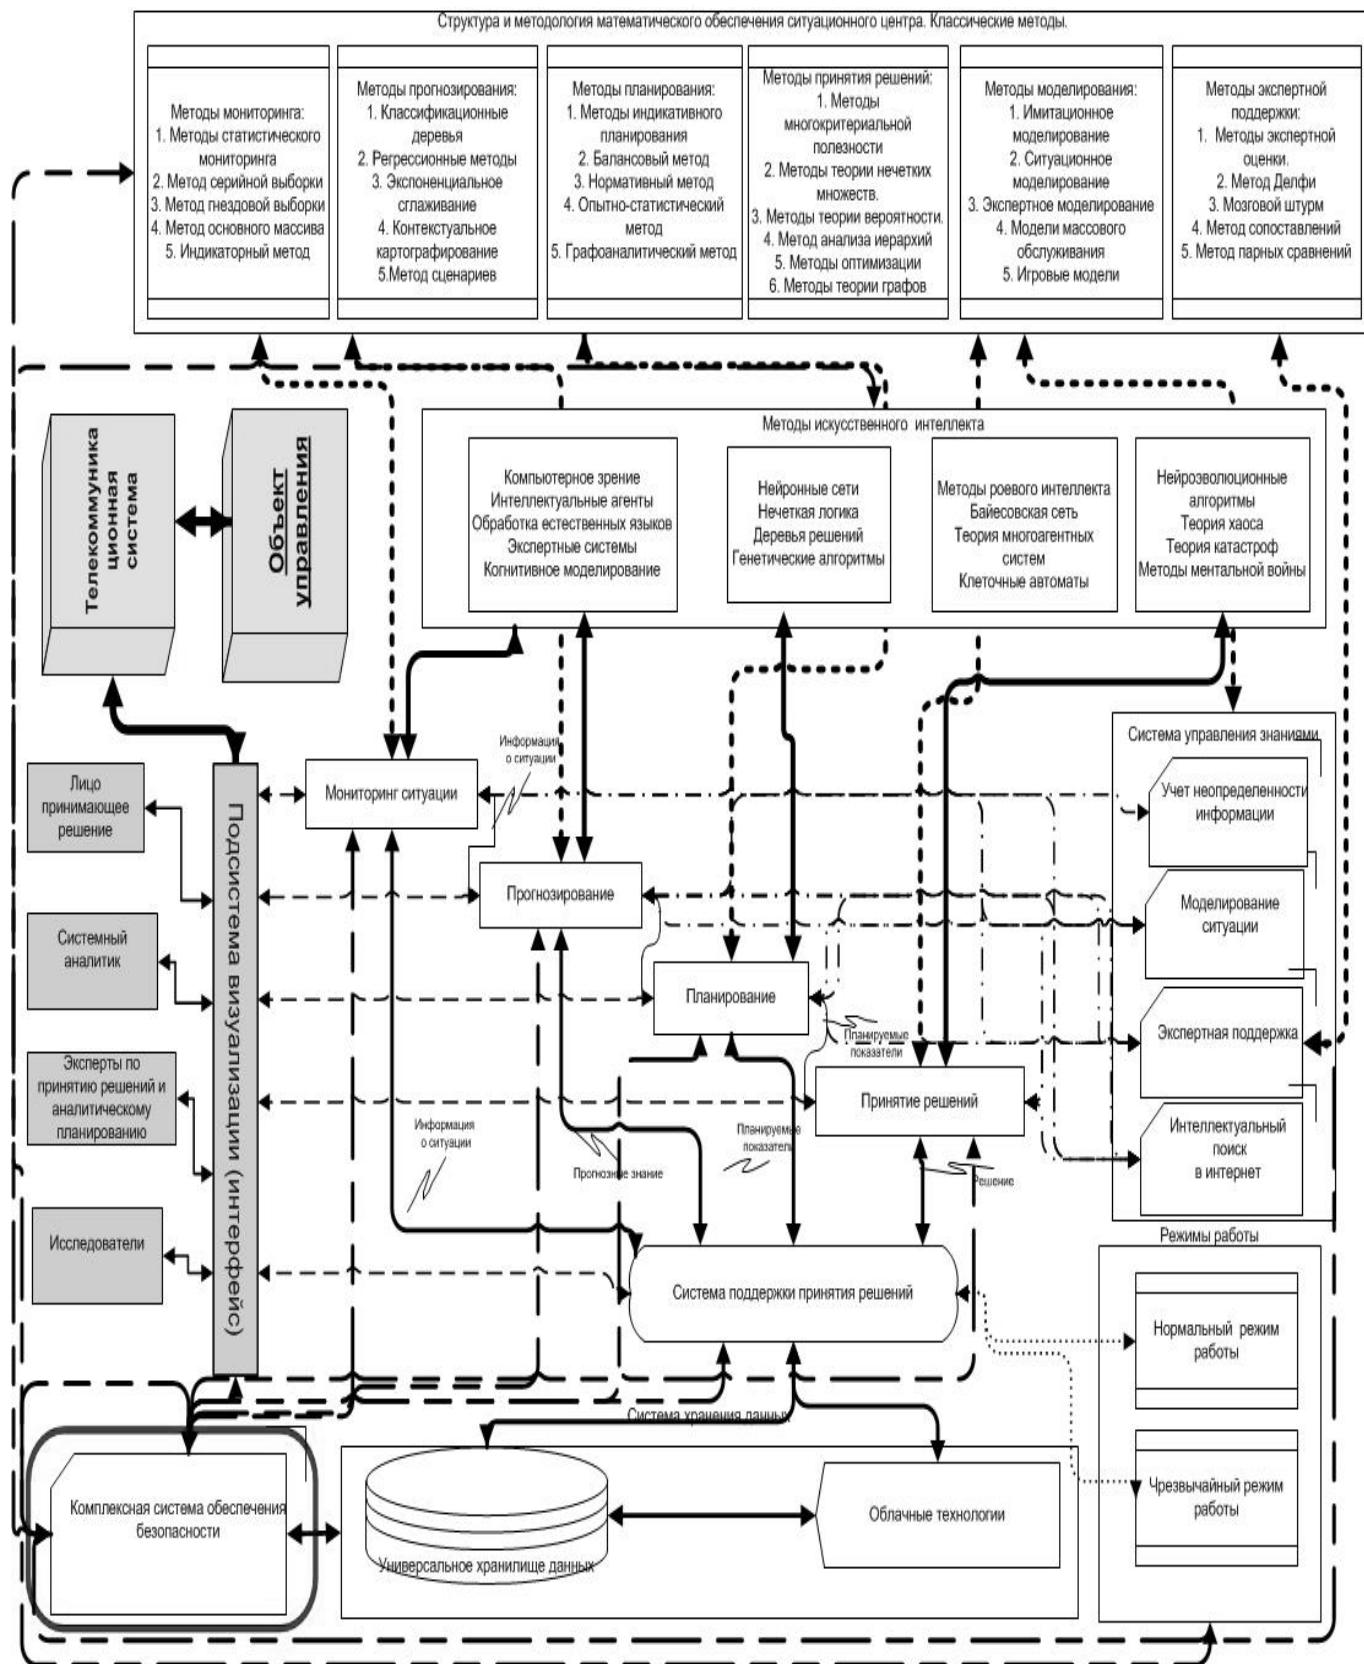 Структура и методология математического обеспечения ситуационного центра. Классические методы.
Методы мониторинга:
1. Методы статистического
мониторинга
2. Метод серийной выборки
3. Метод гнездовой выборки
4. Метод основного массива
5. Индикаторный метод
Методы прогнозирования:
1. Классификационные
деревья
2. Регрессионные методы
3. Экспоненциальное
сглаживание
4. Контекстуальное
картографирование
5.Метод сценариев
Методы планирования:
1. Методы индикативного
планирования
2. Балансовый метод
3. Нормативный метод
4. Опытно-статистический
метод
5. Графоаналитический метод
Методы принятия решений:
1. Методы
многокритериальной
полезности
2. Методы теории нечетких
множеств.
3. Методы теории вероятности.
4. Метод анализа иерархий
5. Методы оптимизации
6. Методы теории графов
Методы моделирования:
1. Имитационное
моделирование
2. Ситуационное
моделирование
3. Экспертное моделирование
4. Модели массового
обслуживания
5. Игровые модели
Методы экспертной
поддержки:
1. Методы экспертной
оценки.
2. Метод Делфи
3. Мозговой штурм
4. Метод сопоставлений
5. Метод парных сравнений
Телекоммуника
ционная
система
Объект
управления
Методы искусственного интеллекта
Компьютерное зрение
Интеллектуальные агенты
Обработка естественных языков
Экспертные системы
Когнитивное моделирование
Нейронные сети
Нечеткая логика
Деревья решений
Генетические алгоритмы
Методы роевого интеллекта
Байесовская сеть
Теория многоагентных
систем
Клеточные автоматы
Нейроэволюционные
алгоритмы
Теория хаоса
Теория катастроф
Методы ментальной войны
Лицо
принимающее
решение
Системный
аналитик
Эксперты по
принятию решений и
аналитическому
планированию
Исследователи
Подсистема визуализации (интерфейс)
Мониторинг ситуации
Информация
о ситуации
Прогнозирование
Планирование
Планируемые
показатели
Принятие решений
Информация
о ситуации
Прогнозные знание
Планируемые
показатели
Решение
Система управления знаниями
Учет неопределенности
информации
Моделирование
ситуации
Экспертная поддержка
Интеллектуальный
поиск
в интернет
Система поддержки принятия решений
Режимы работы
Нормальный режим
работы
Чрезвычайный режим
работы
Система хранения данных
Универсальное хранилище данных
Облачные технологии
Комплексная система обеспечения
безопасности